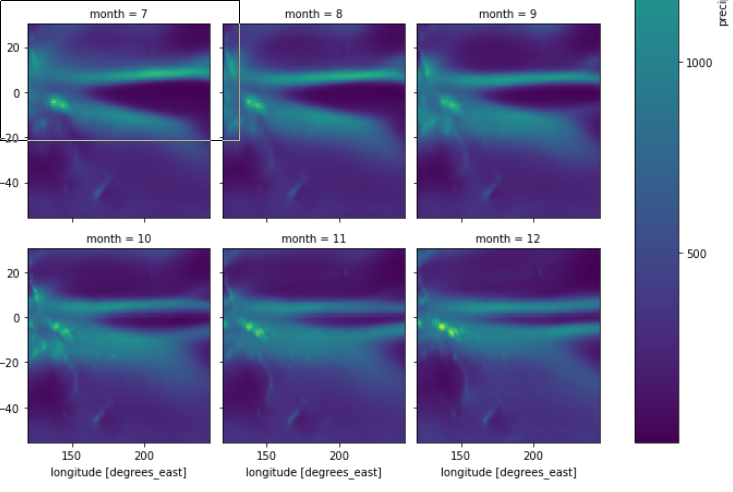 month = 7
month = 8
month = 9
20
0
−20
−40
1000
500
month = 10
month = 11
month = 12
20
0
−20
−40
150
200
150
200
150
200
longitude [degrees_east]
longitude [degrees_east]
longitude [degrees_east]